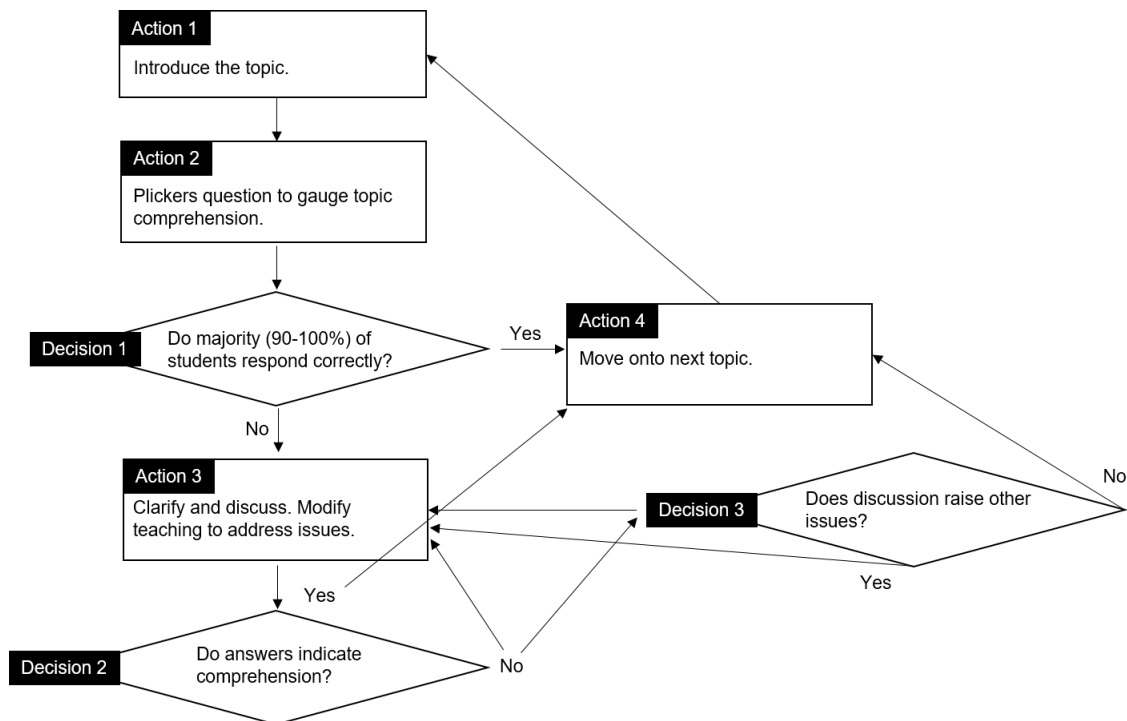 Action 1
Introduce the topic.
Action 2
Plickers question to gauge topic
comprehension.
Decision 1
Do majority (90-100%) of
students respond correctly?
Yes
Action 4
Move onto next topic.
No
Action 3
Clarify and discuss. Modify
teaching to address issues.
Decision 3
Does discussion raise other
issues?
No
Yes
Yes
Decision 2
Do answers indicate
comprehension?
No